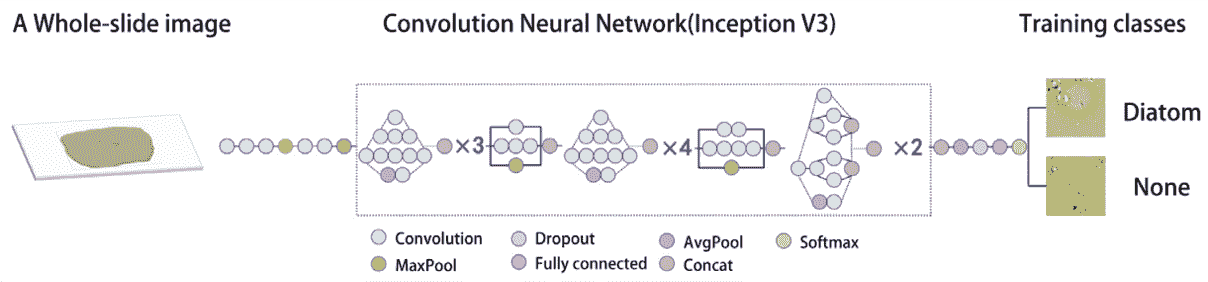 A Whole-slide image
Convolution Neural Network(Inception V3)
Training classes
×3
×4
×2
Diatom
None
Convolution
Dropout
AvgPool
Softmax
MaxPool
Fully connected
Concat